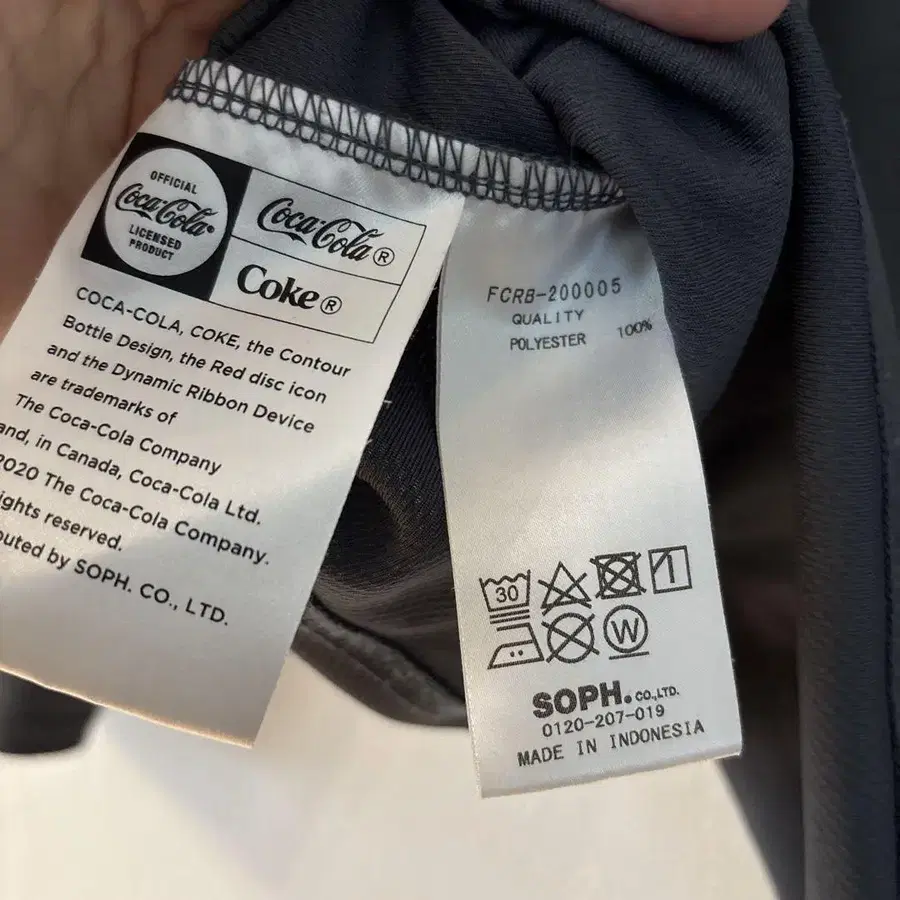 OFFICIAL
Coca-Cola®
LICENSED
PRODUCT
Coca-Cola®
Coke®
COCA-COLA, COKE, the Contour
Bottle Design, the Red disc icon
and the Dynamic Ribbon Device
are trademarks of
The Coca-Cola Company
and, in Canada, Coca-Cola Ltd.
2020 The Coca-Cola Company.
ights reserved.
buted by SOPH. CO., LTD.
FCRB-200005
QUALITY
POLYESTER 100%
30
W
SOPH. CO.,LTD.
0120-207-019
MADE IN INDONESIA